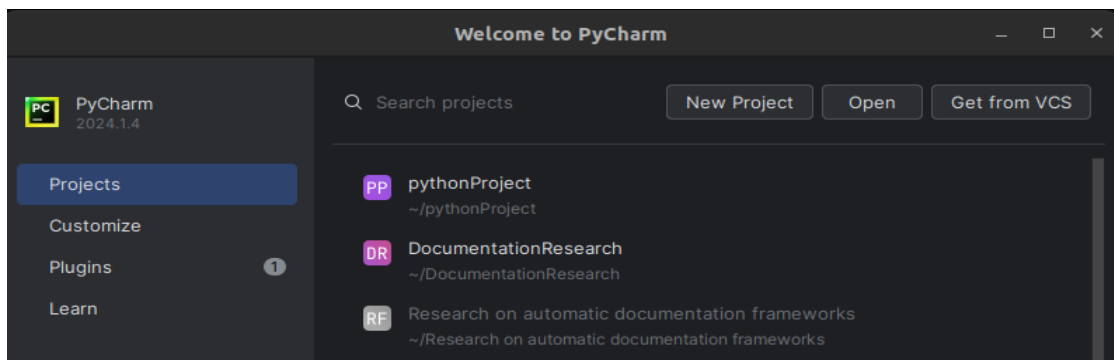 Welcome to PyCharm
PC
PyCharm
2024.1.4
Projects
Customize
Plugins
1
Learn
Search projects
New Project
Open
Get from VCS
PP
pythonProject
~/pythonProject
DR
DocumentationResearch
~/DocumentationResearch
RF
Research on automatic documentation frameworks
~/Research on automatic documentation frameworks